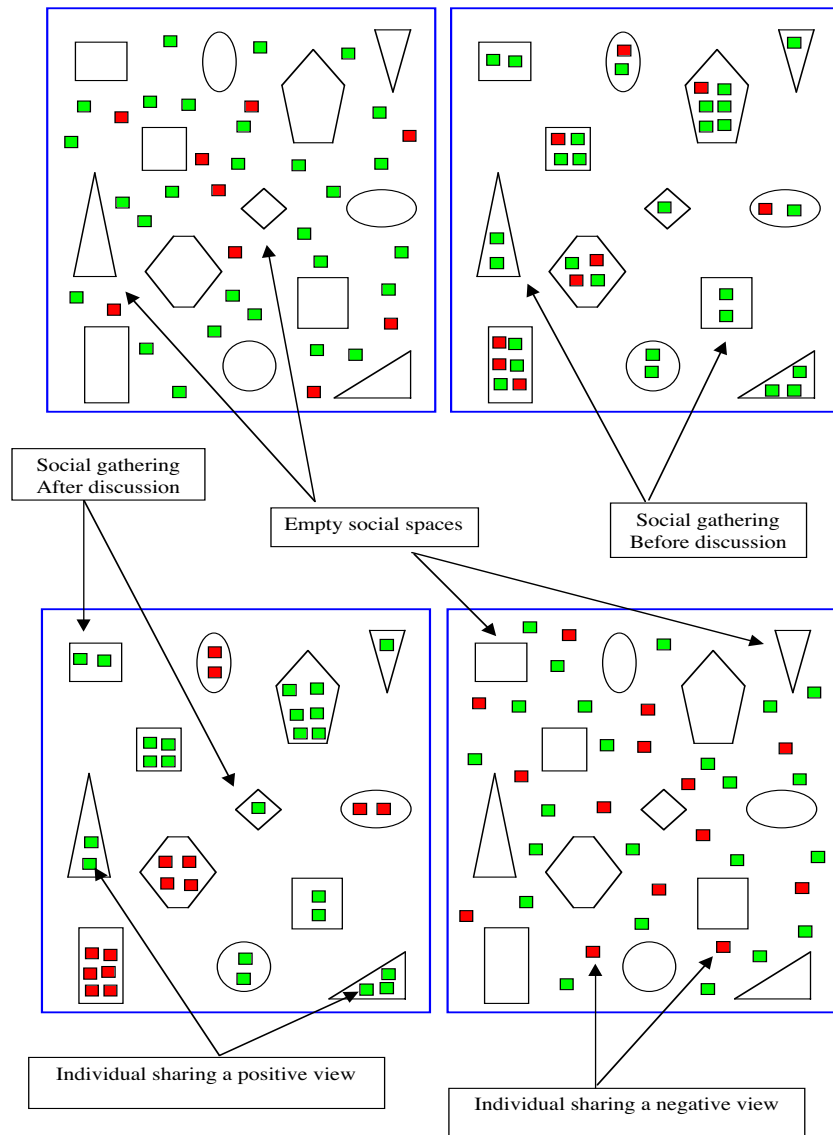 Social gathering
After discussion
Empty social spaces
Social gathering
Before discussion
Individual sharing a positive view
Individual sharing a negative view